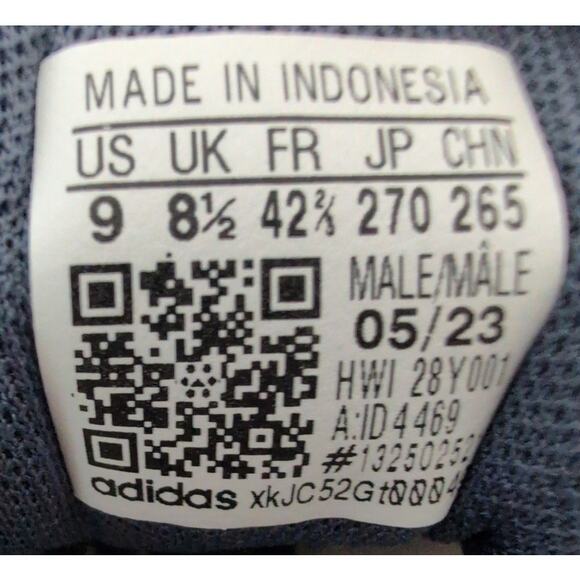 MADE IN INDONESIA
US UK FR JP CHN
9 8½ 42⅔ 270 265
MALE/MÂLE
05/23
HWI 28Y001
A:ID4469
#13250252
adidas